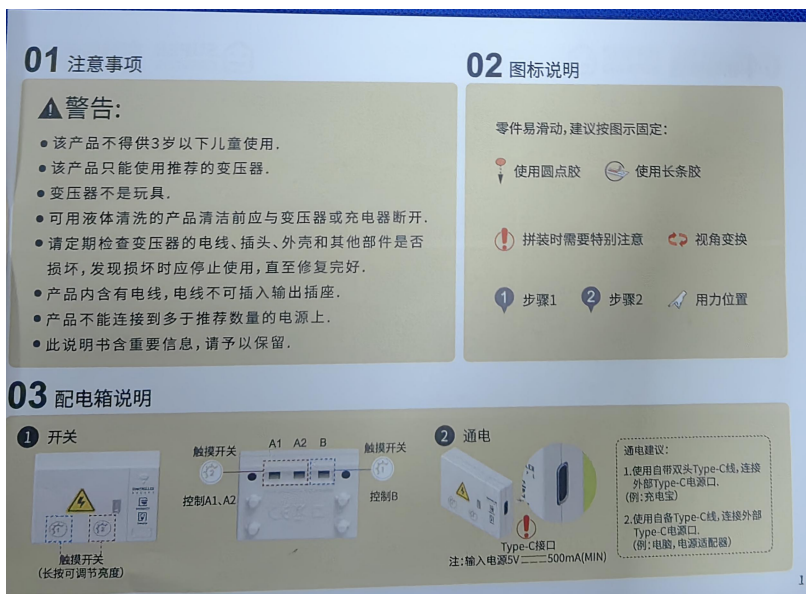 01 注意事项
警告:
该产品不得供3岁以下儿童使用.
该产品只能使用推荐的变压器.
变压器不是玩具.
可用液体清洗的产品清洁前应与变压器或充电器断开.
请定期检查变压器的电线、插头、外壳和其他部件是否
损坏,发现损坏时应停止使用,直至修复完好.
产品内含有电线,电线不可插入输出插座.
产品不能连接到多于推荐数量的电源上.
此说明书含重要信息,请予以保留.
02 图标说明
零件易滑动,建议按图示固定:
使用圆点胶
使用长条胶
拼装时需要特别注意
视角变换
1 步骤1
2 步骤2
用力位置
03 配电箱说明
1 开关
触摸开关
(长按可调节亮度)
触摸开关
控制A1、A2
A1 A2 B
触摸开关
控制B
2 通电
Type-C接口
注:输入电源5V⎓500mA(MIN)
通电建议:
1.使用自带双头Type-C线,连接
外部Type-C电源口.
(例:充电宝)
2.使用自备Type-C线,连接外部
Type-C电源口.
(例:电脑,电源适配器)
1